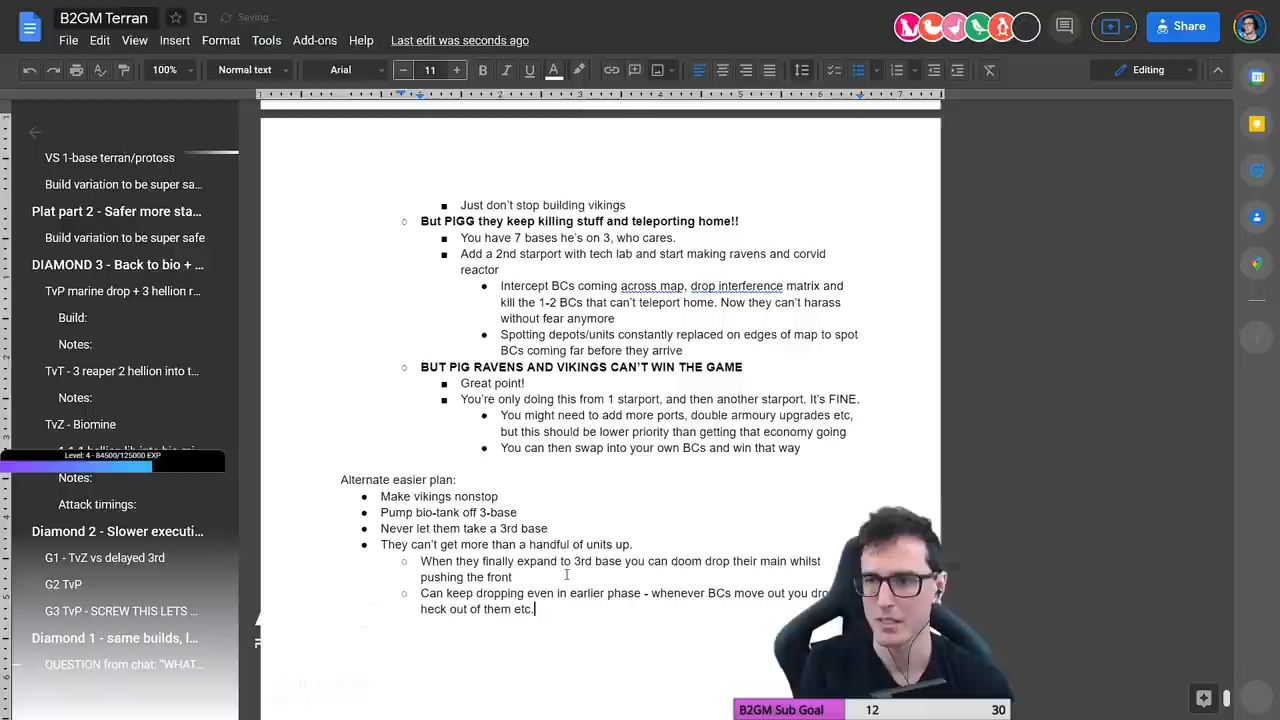 B2GM Terran
Saving...
File Edit View Insert Format Tools Add-ons Help Last edit was seconds ago
Share
100% Normal text Arial 11 Editing
1 2 3 4 5 6 7
VS 1-base terran/protoss
Build variation to be super sa...
Plat part 2 - Safer more sta...
Build variation to be super safe
DIAMOND 3 - Back to bio + ...
TvP marine drop + 3 hellion r...
Build:
Notes:
TvT - 3 reaper 2 hellion into t...
Notes:
TvZ - Biomine
Level: 4 - 84500/125000 EXP
Notes:
Attack timings:
Diamond 2 - Slower executi...
G1 - TvZ vs delayed 3rd
G2 TvP
G3 TvP - SCREW THIS LETS ...
Diamond 1 - same builds, l...
QUESTION from chat: "WHAT...
■ Just don't stop building vikings
○ But PIGG they keep killing stuff and teleporting home!!
■ You have 7 bases he's on 3, who cares.
■ Add a 2nd starport with tech lab and start making ravens and corvid
reactor
● Intercept BCs coming across map, drop interference matrix and
kill the 1-2 BCs that can't teleport home. Now they can't harass
without fear anymore
● Spotting depots/units constantly replaced on edges of map to spot
BCs coming far before they arrive
○ BUT PIG RAVENS AND VIKINGS CAN'T WIN THE GAME
■ Great point!
■ You're only doing this from 1 starport, and then another starport. It's FINE.
● You might need to add more ports, double armoury upgrades etc,
but this should be lower priority than getting that economy going
● You can then swap into your own BCs and win that way
Alternate easier plan:
● Make vikings nonstop
● Pump bio-tank off 3-base
● Never let them take a 3rd base
● They can't get more than a handful of units up.
○ When they finally expand to 3rd base you can doom drop their main whilst
pushing the front
○ Can keep dropping even in earlier phase - whenever BCs move out you
heck out of them etc.
B2GM Sub Goal 12 30